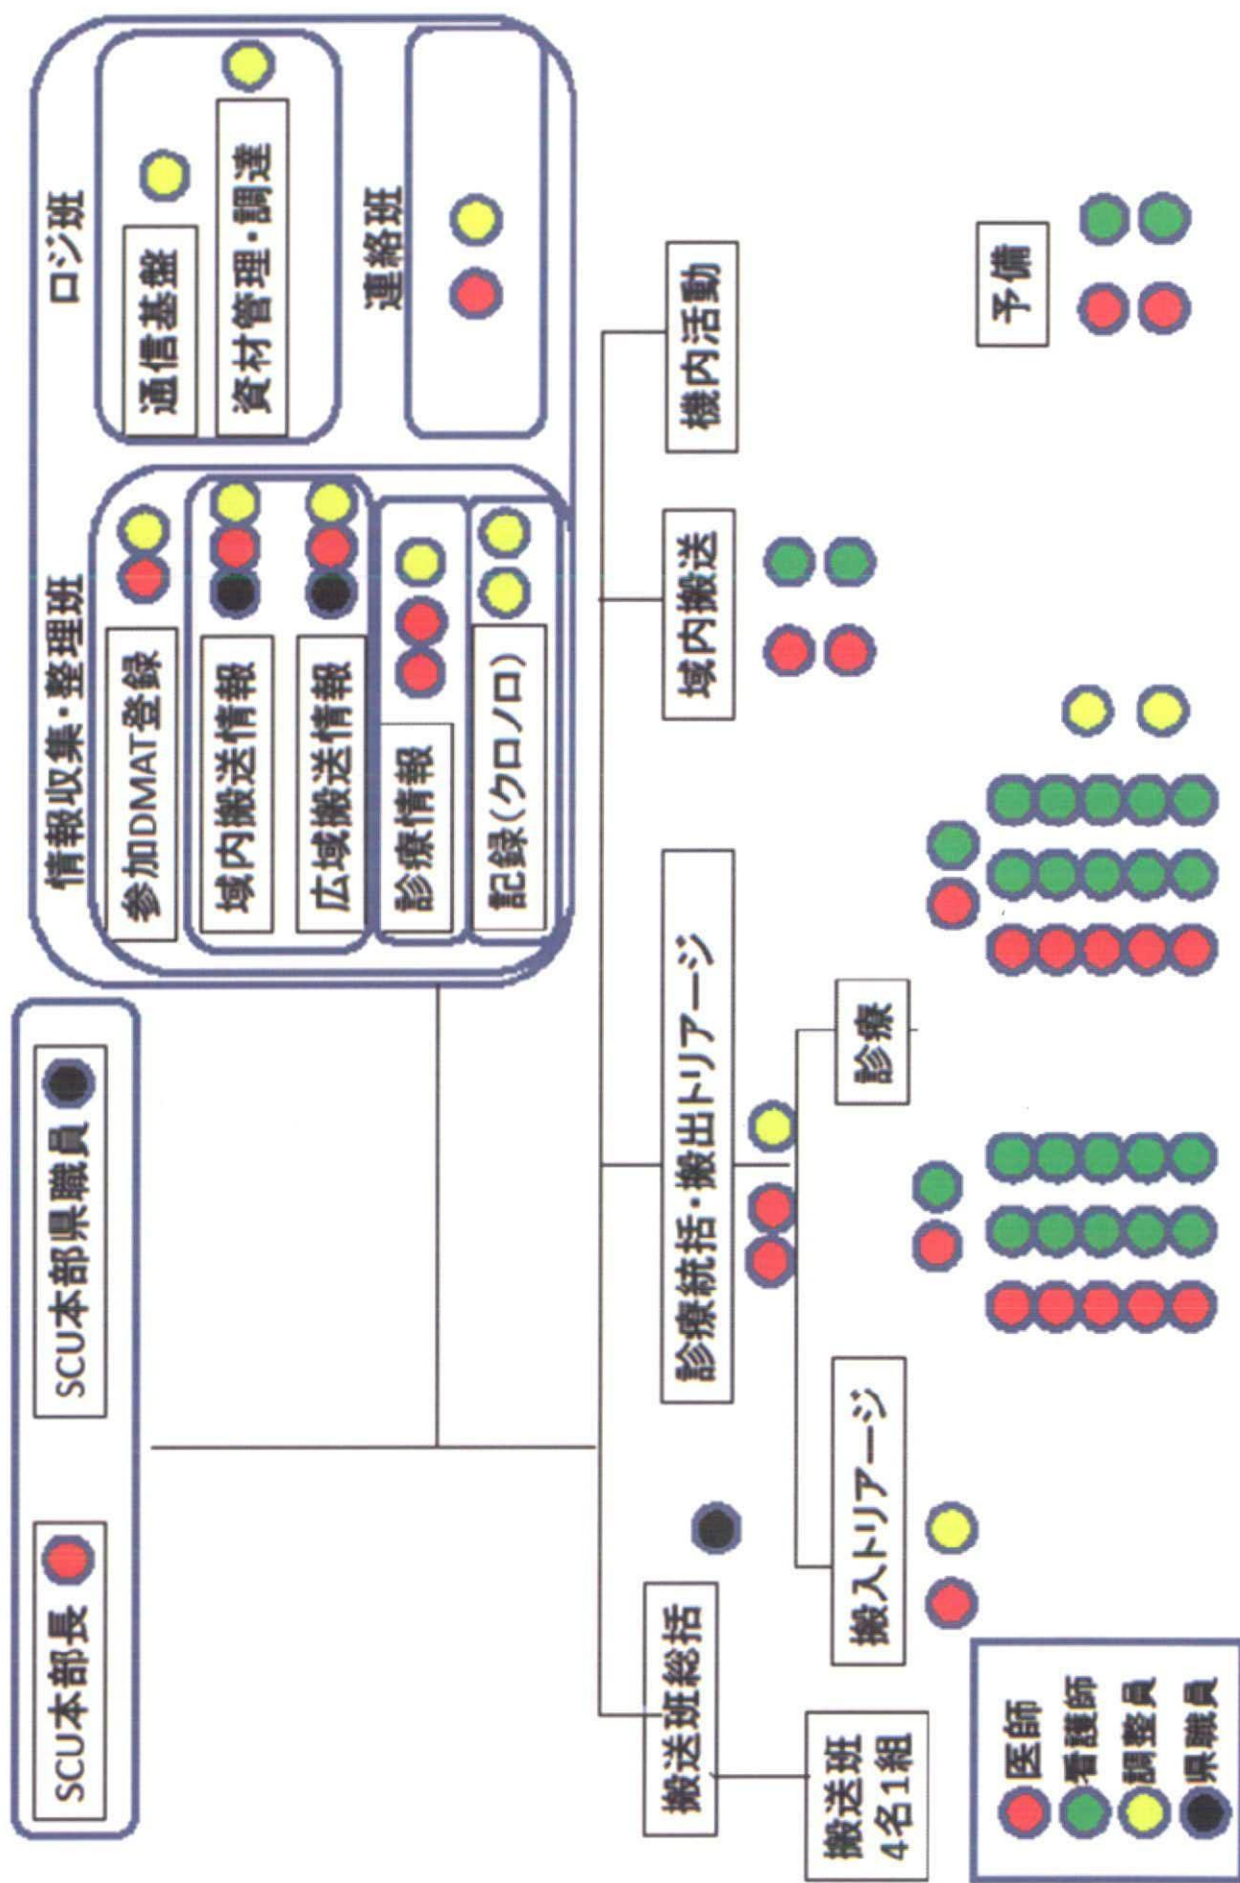 SCU本部長
SCU本部県職員
情報収集・整理班
参加DMAT登録
域内搬送情報
広域搬送情報
診療情報
記録(クロノロ)
ロジ班
通信基盤
資材管理・調達
連絡班
搬送班総括
搬送班
4名1組
診療統括・搬出トリアージ
搬入トリアージ
診療
域内搬送
機内活動
予備
医師
看護師
調整員
県職員